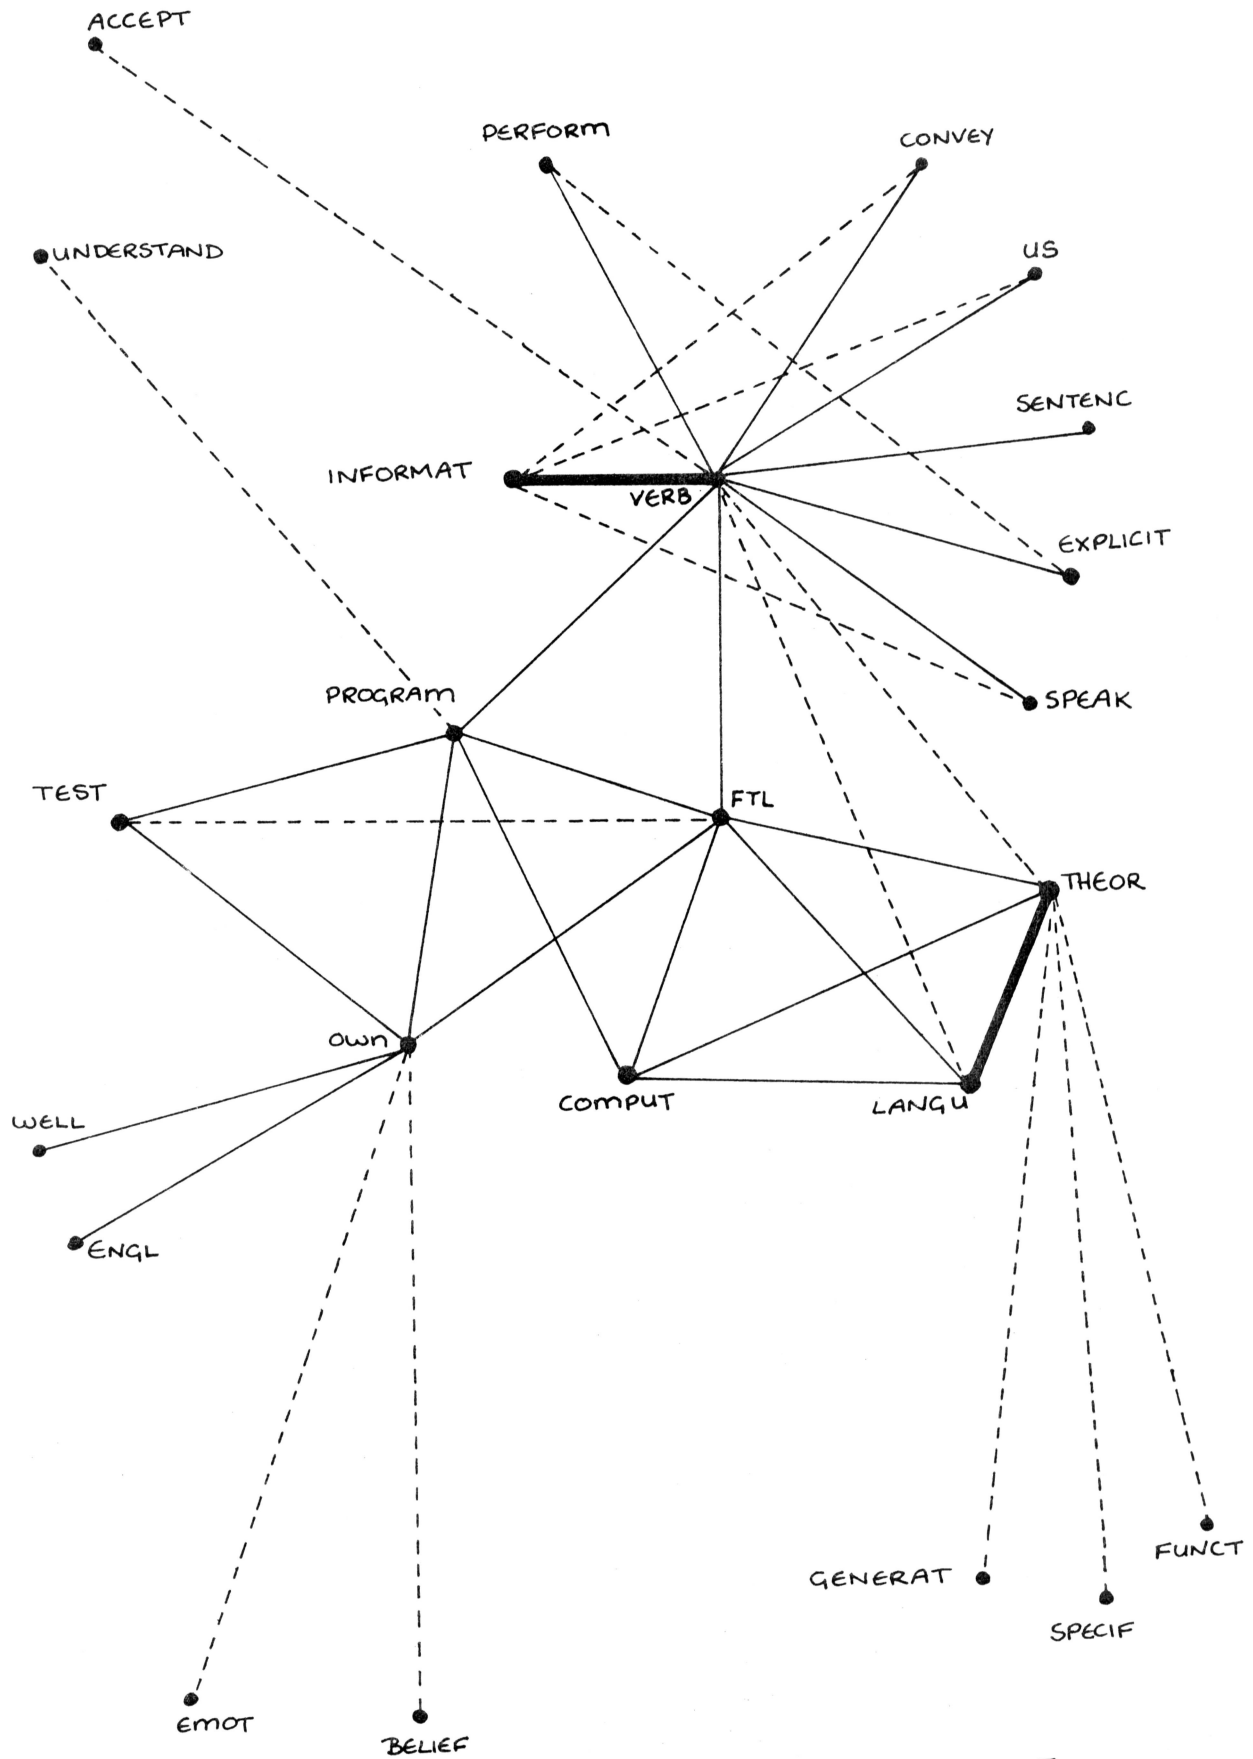 ACCEPT
PERFORM
CONVEY
UNDERSTAND
US
SENTENC
INFORMAT
VERB
EXPLICIT
PROGRAM
SPEAK
TEST
FTL
THEOR
OWN
COMPUT
LANGU
WELL
ENGL
FUNCT
GENERAT
SPECIF
EMOT
BELIEF